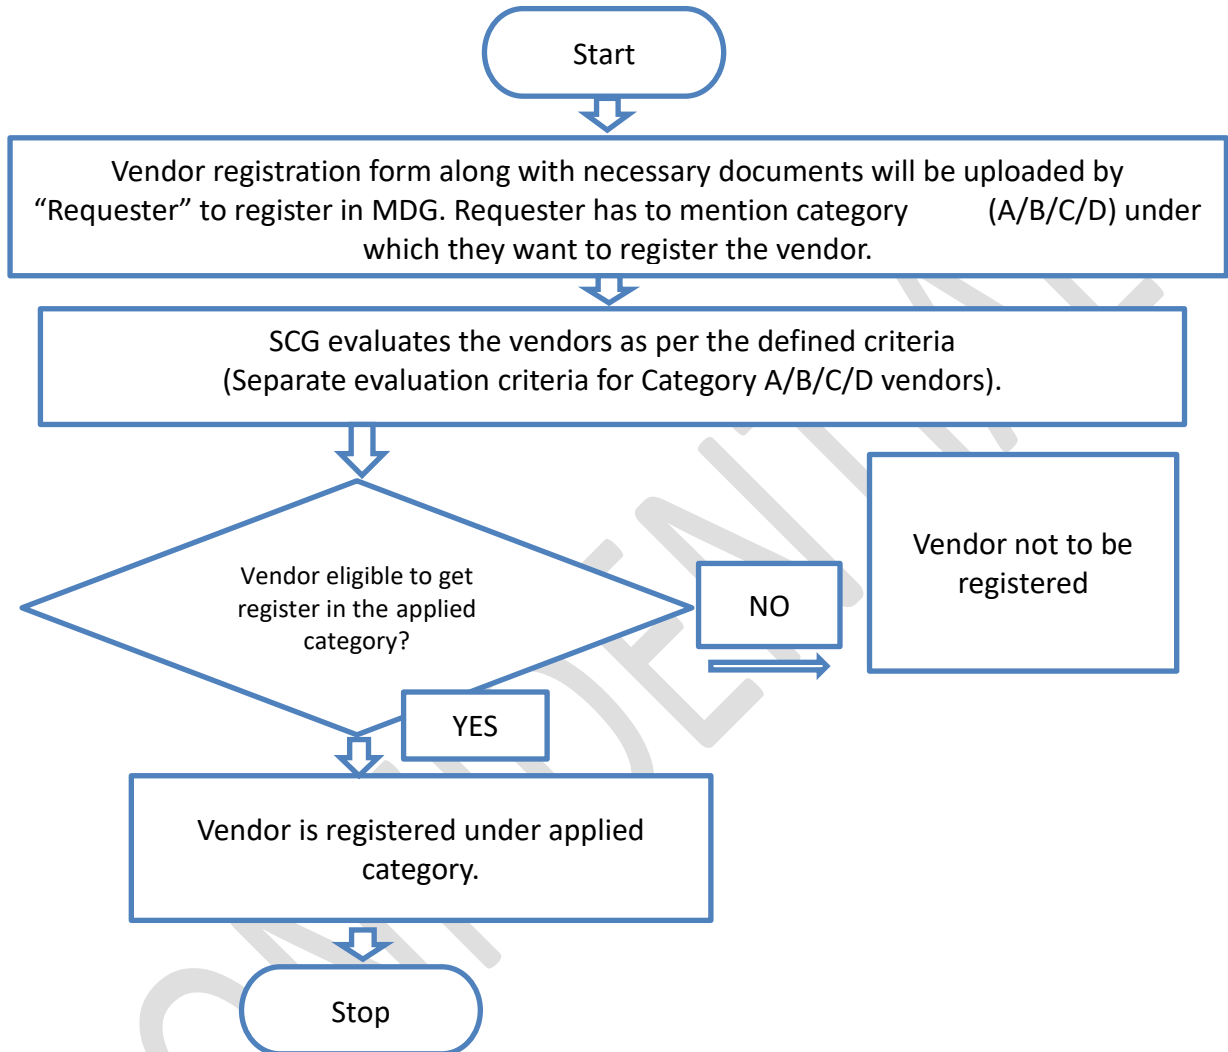 Start
Vendor registration form along with necessary documents will be uploaded by
“Requester” to register in MDG. Requester has to mention category (A/B/C/D) under
which they want to register the vendor.
SCG evaluates the vendors as per the defined criteria
(Separate evaluation criteria for Category A/B/C/D vendors).
Vendor eligible to get
register in the applied
category?
NO
Vendor not to be
registered
YES
Vendor is registered under applied
category.
Stop